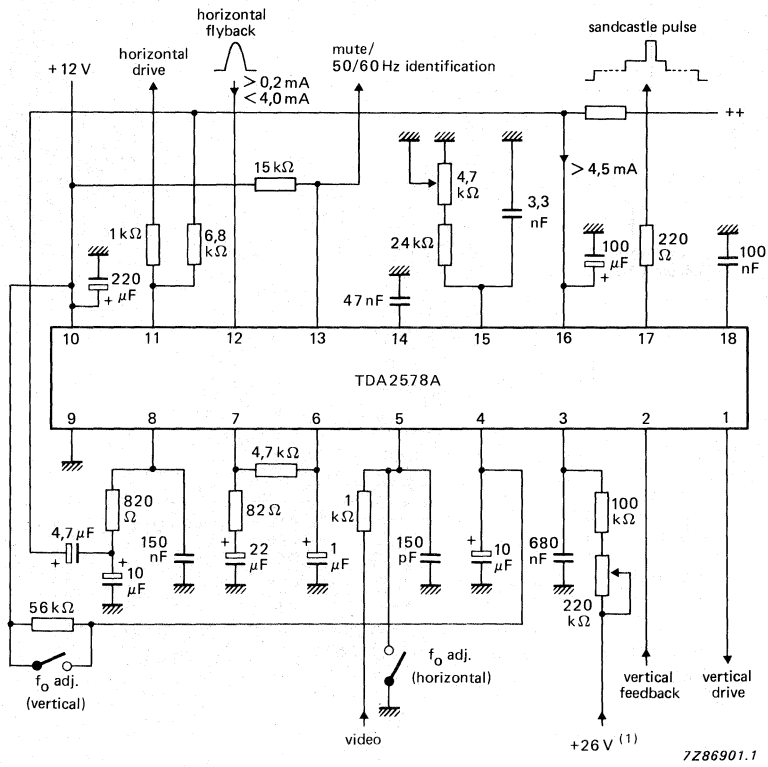 horizontal
flyback
sandcastle pulse
horizontal
drive
mute/
50/60 Hz identification
+12 V
> 0,2 mA
< 4,0 mA
++
15 kΩ
4,7
kΩ
> 4,5 mA
3,3
nF
1 kΩ
6,8
kΩ
24 kΩ
100
μF
+
220
Ω
100
nF
220
μF
+
47 nF
10 11 12 13 14 15 16 17 18
TDA2578A
9 8 7 6 5 4 3 2 1
4,7 kΩ
820
Ω
82 Ω
1
kΩ
100
kΩ
4,7 μF
+
150
nF
+
22
μF
+
1
μF
150
pF
+
10
μF
680
nF
+
10
μF
220
kΩ
56 kΩ
fo adj.
(vertical)
fo adj.
(horizontal)
vertical
feedback
vertical
drive
video
+26 V (1)
7Z86901.1